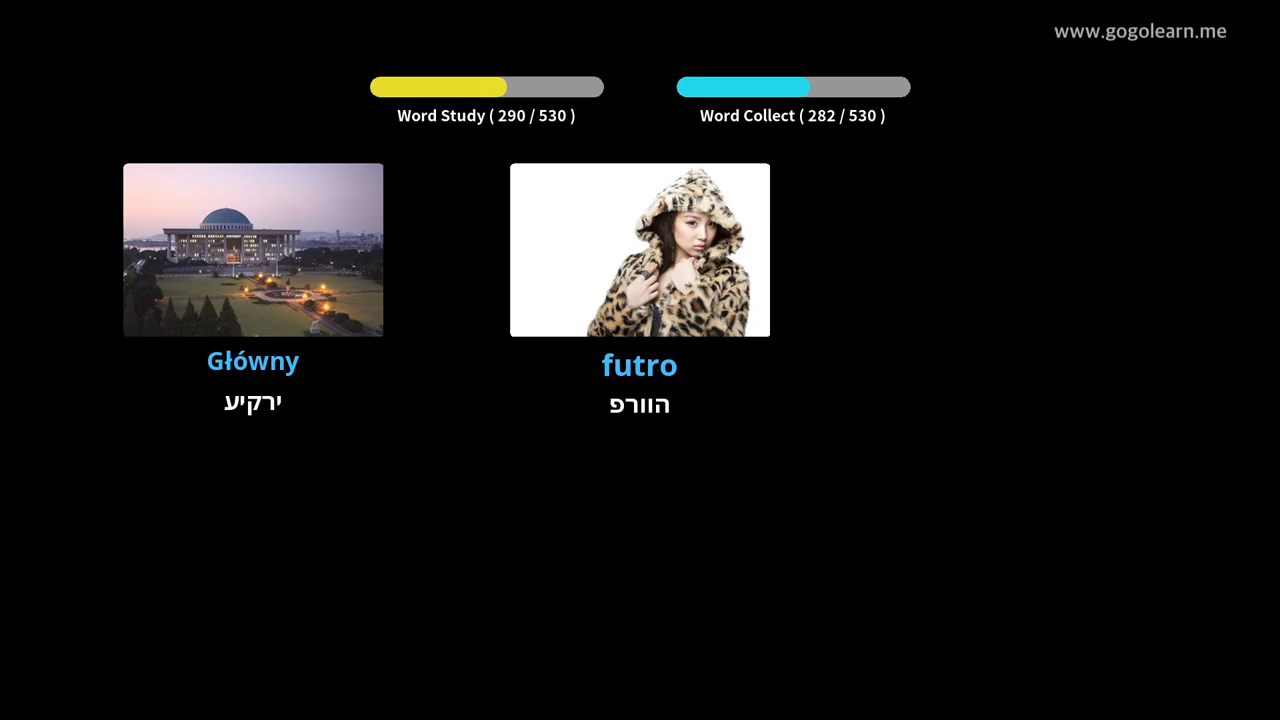 www.gogolearn.me
Word Study ( 290 / 530 )
Word Collect ( 282 / 530 )
Główny
ירקיע
futro
הוורפ